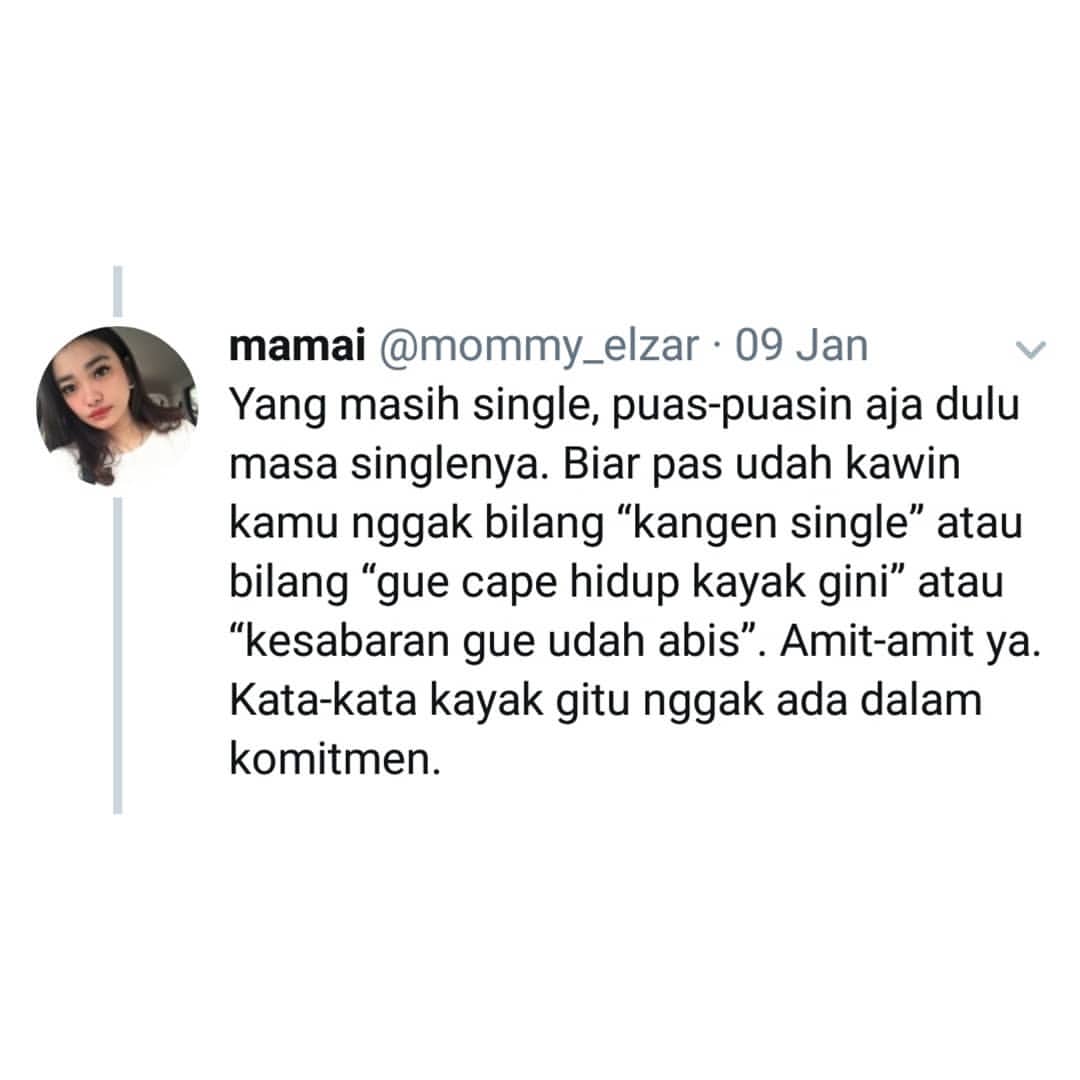 mamai @mommy_elzar · 09 Jan
Yang masih single, puas-puasin aja dulu
masa singlenya. Biar pas udah kawin
kamu nggak bilang “kangen single” atau
bilang “gue cape hidup kayak gini” atau
“kesabaran gue udah abis”. Amit-amit ya.
Kata-kata kayak gitu nggak ada dalam
komitmen.